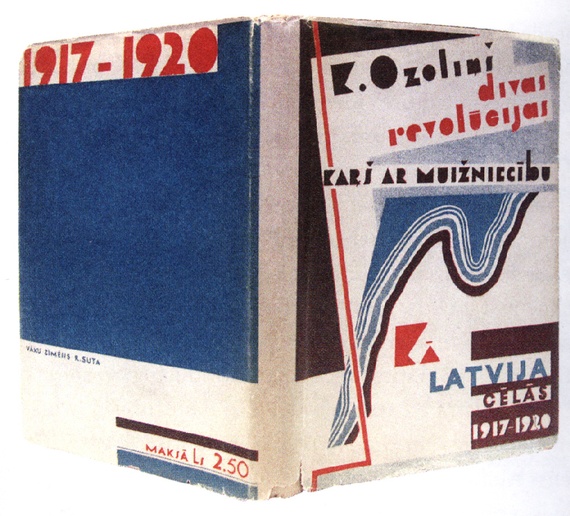 1917-1920
VĀKU ZĪMĒJIS R.SUTA
MAKSĀ Ls 2.50
K.Ozoliņš
divas
revolūcijas
KAŖŠ AR MUIŽNIECĪBU
Kā
LATVIJA
CĒLĀS
1917-1920